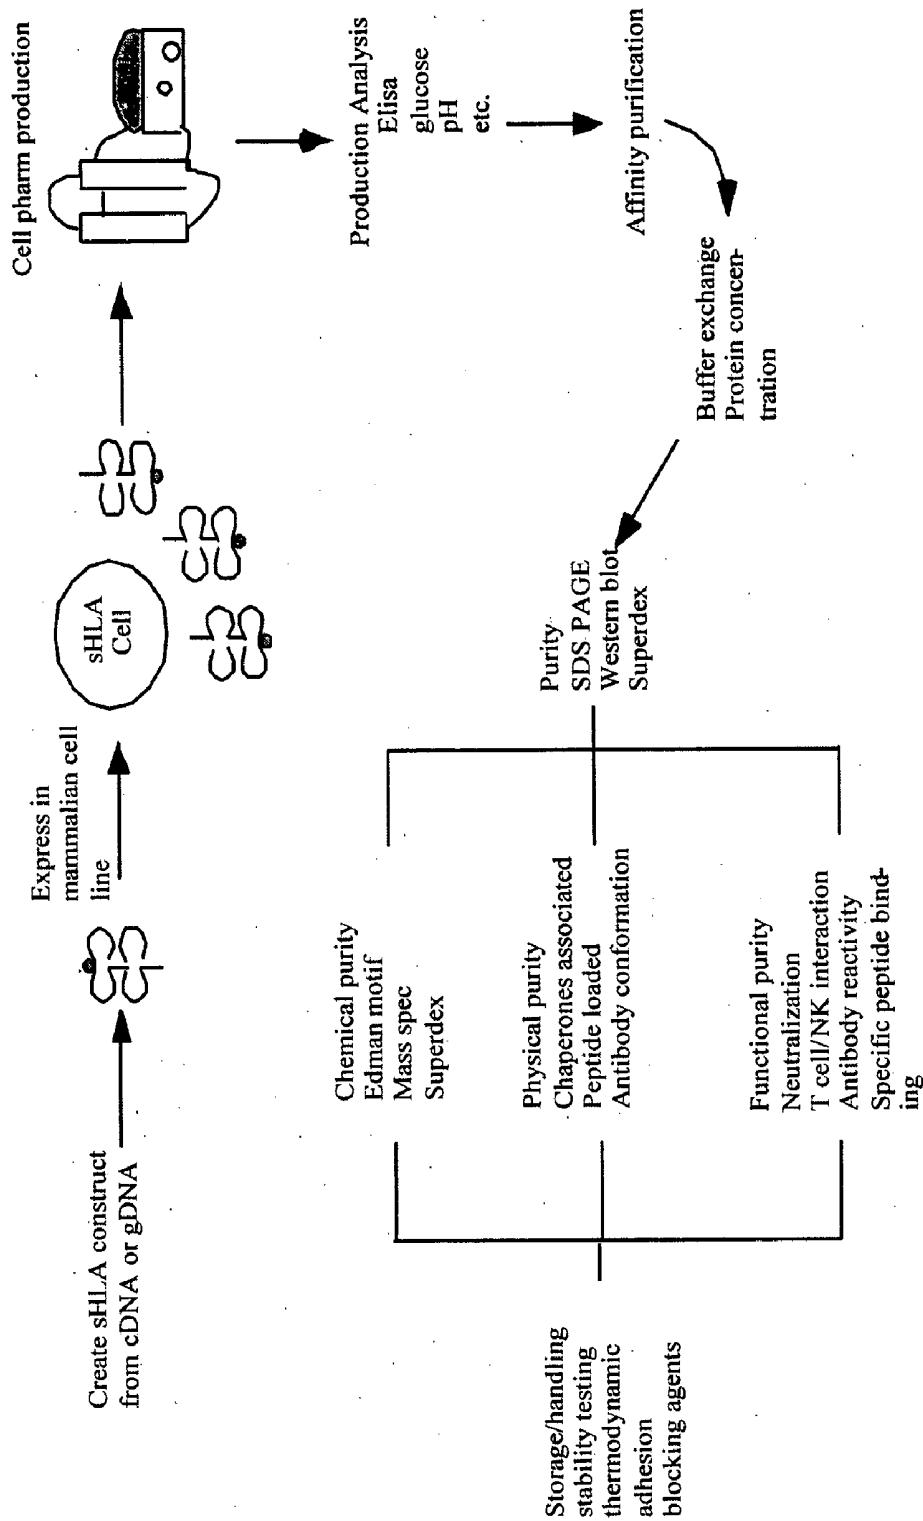 Create sHLA construct
from cDNA or gDNA
Express in
mammalian cell
line
sHLA
Cell
Cell pharm production
Production Analysis
Elisa
glucose
pH
etc.
Affinity purification
Buffer exchange
Protein concen-
tration
Purity
SDS-PAGE
Western blot
Superdex
Chemical purity
Edman motif
Mass spec
Superdex
Physical purity
Chaperones associated
Peptide loaded
Antibody conformation
Functional purity
Neutralization
T cell/NK interaction
Antibody reactivity
Specific peptide bind-
ing
Storage/handling
stability testing
thermodynamic
adhesion
blocking agents